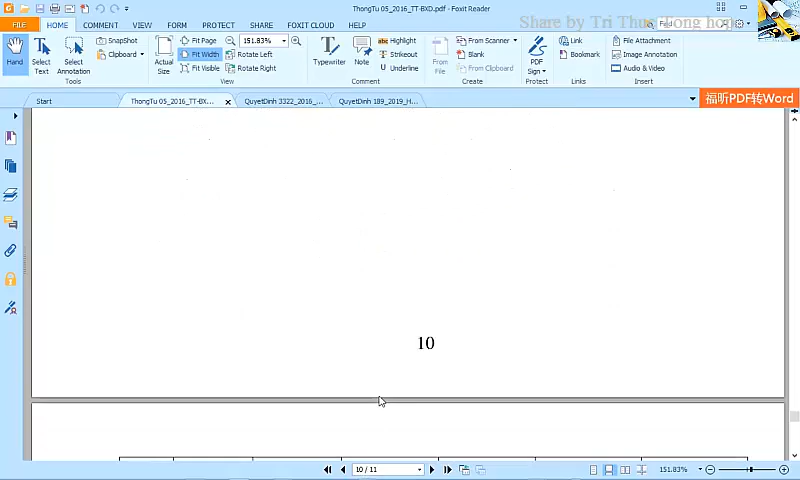 ThongTu 05_2016_TT-BXD.pdf - Foxit Reader
Share by Tri Thuc Cong hop
FILE HOME COMMENT VIEW FORM PROTECT SHARE FOXIT CLOUD HELP
Hand
Select Text
Select Annotation
SnapShot
Clipboard
Tools
Actual Size
Fit Page
Fit Width
Fit Visible
151.83%
Rotate Left
Rotate Right
View
Typewriter
Note
Highlight
Strikeout
Underline
Comment
From File
From Scanner
Blank
From Clipboard
Create
PDF Sign
Protect
Link
Bookmark
Links
File Attachment
Image Annotation
Audio & Video
Insert
Start
ThongTu 05_2016_TT-BX...
QuyetDinh 3322_2016_...
QuyetDinh 189_2019_H...
福昕PDF转Word
10
10 / 11
151.83%